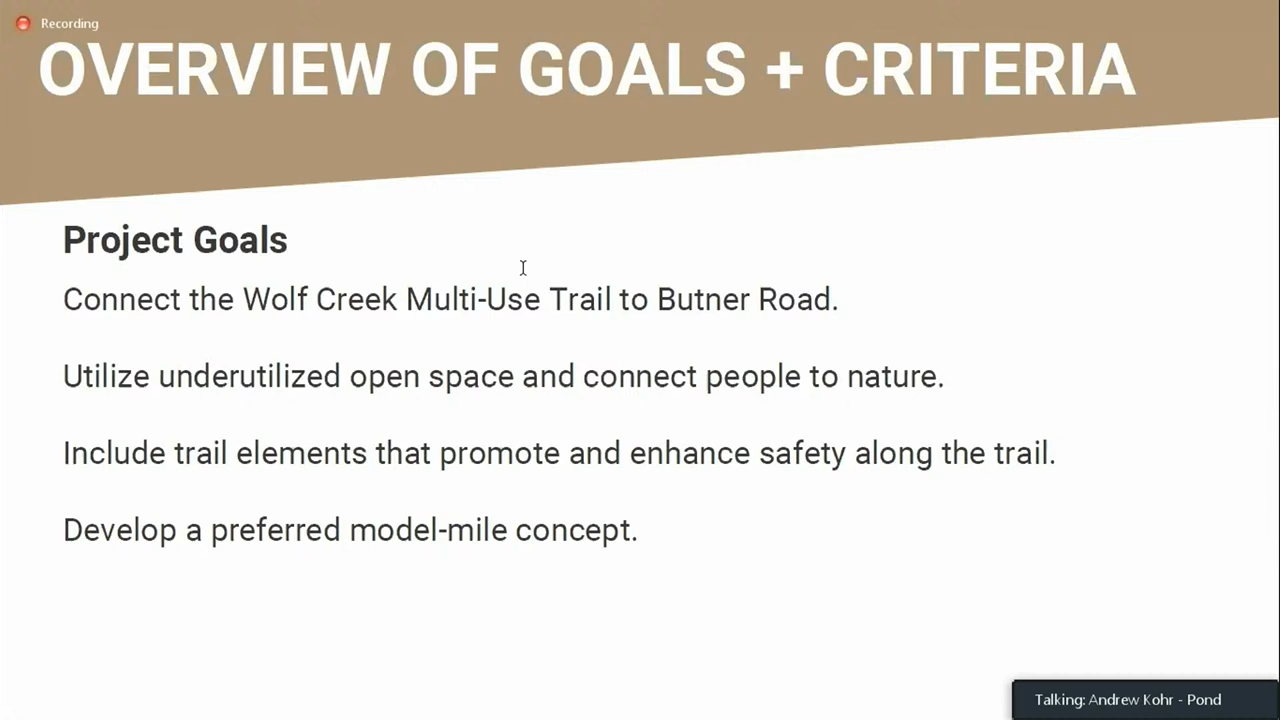 Recording
OVERVIEW OF GOALS + CRITERIA
Project Goals
Connect the Wolf Creek Multi-Use Trail to Butner Road.
Utilize underutilized open space and connect people to nature.
Include trail elements that promote and enhance safety along the trail.
Develop a preferred model-mile concept.
Talking: Andrew Kohr - Pond